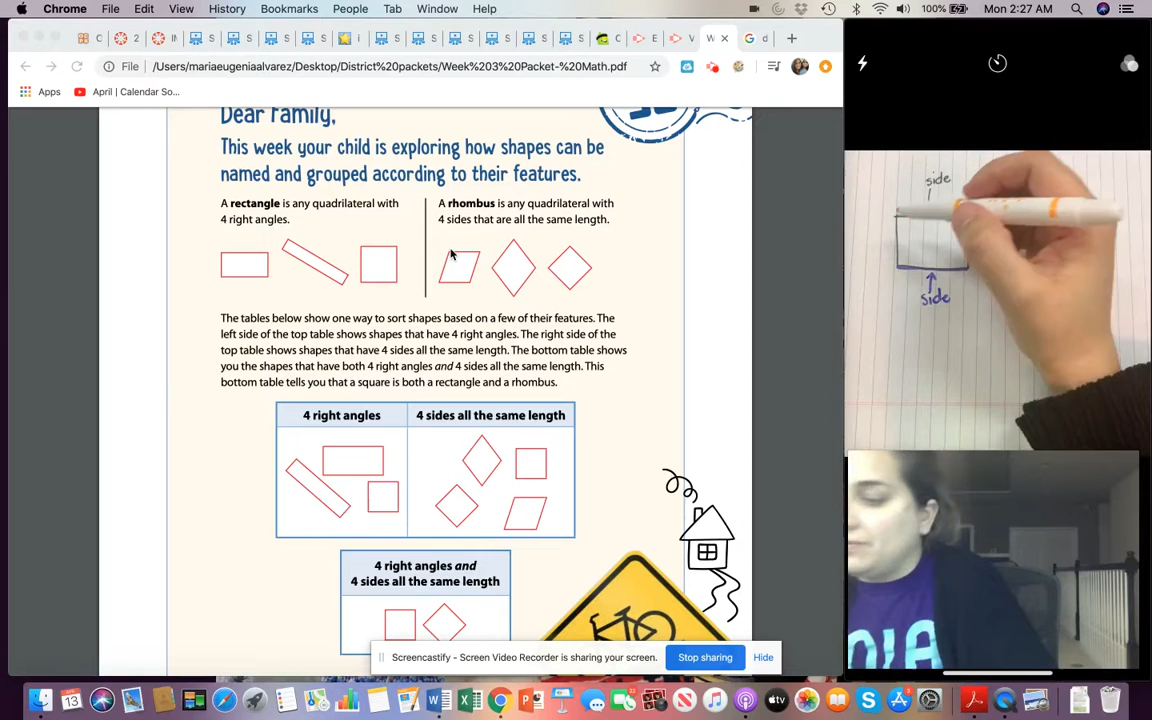 Chrome File Edit View History Bookmarks People Tab Window Help 100% Mon 2:27 AM
File /Users/mariaeugeniaalvarez/Desktop/District%20packets/Week%203%20Packet-%20Math.pdf
Apps April | Calendar So...
Dear Family,
This week your child is exploring how shapes can be
named and grouped according to their features.
A rectangle is any quadrilateral with
4 right angles.
A rhombus is any quadrilateral with
4 sides that are all the same length.
The tables below show one way to sort shapes based on a few of their features. The
left side of the top table shows shapes that have 4 right angles. The right side of the
top table shows shapes that have 4 sides all the same length. The bottom table shows
you the shapes that have both 4 right angles and 4 sides all the same length. This
bottom table tells you that a square is both a rectangle and a rhombus.
4 right angles
4 sides all the same length
4 right angles and
4 sides all the same length
Screencastify - Screen Video Recorder is sharing your screen. Stop sharing Hide
side
side